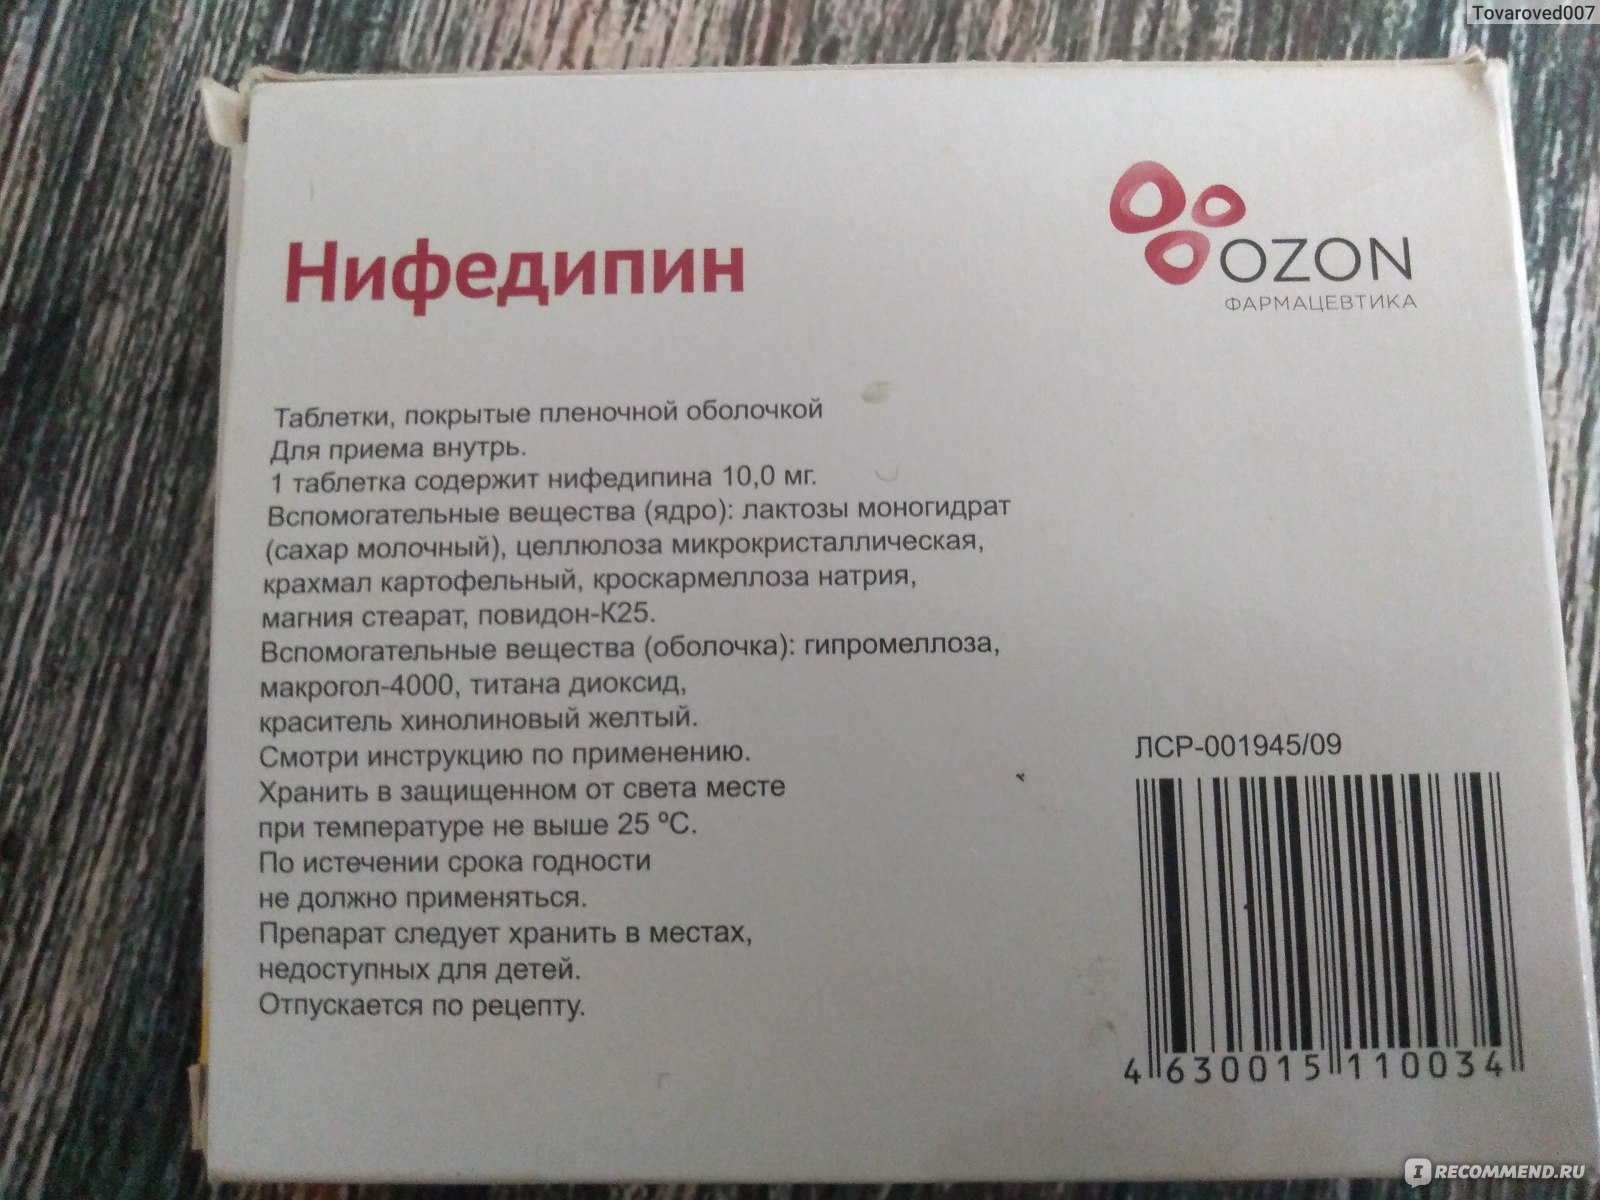 Tovaroved007
OZON
ФАРМАЦЕВТИКА
Нифедипин
Таблетки, покрытые пленочной оболочкой
Для приема внутрь.
1 таблетка содержит нифедипина 10,0 мг.
Вспомогательные вещества (ядро): лактозы моногидрат
(сахар молочный), целлюлоза микрокристаллическая,
крахмал картофельный, кроскармеллоза натрия,
магния стеарат, повидон-К25.
Вспомогательные вещества (оболочка): гипромеллоза,
макрогол-4000, титана диоксид,
краситель хинолиновый желтый.
Смотри инструкцию по применению.
Хранить в защищенном от света месте
при температуре не выше 25 °С.
По истечении срока годности
не должно применяться.
Препарат следует хранить в местах,
недоступных для детей.
Отпускается по рецепту.
ЛСР-001945/09
4 630015 110034
IRECOMMEND.RU